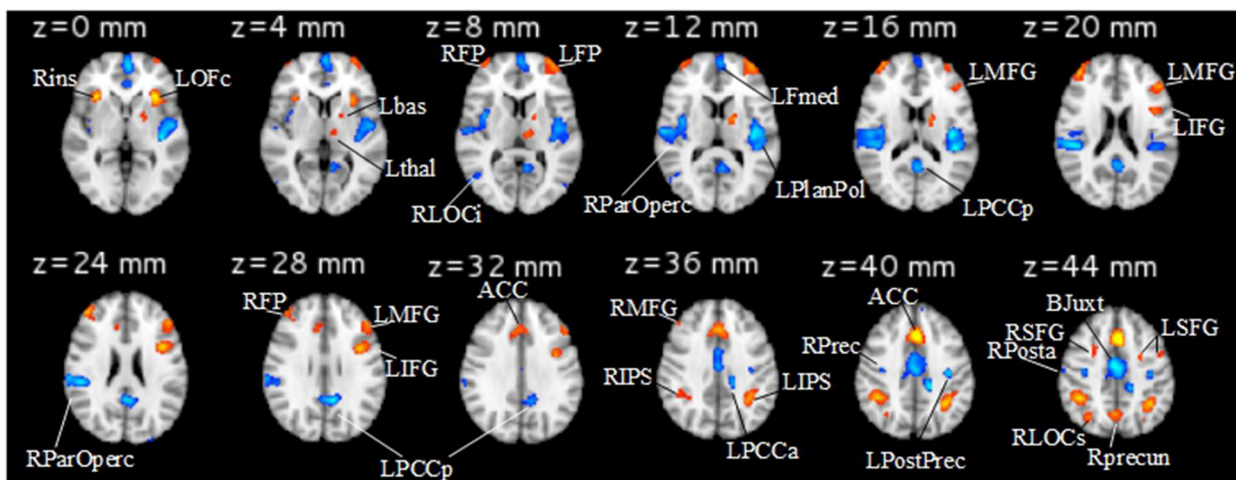 z=0 mm z=4 mm z=8 mm z=12 mm z=16 mm z=20 mm
RFP LFP
Rins LOFc LMFG LMFG
Lbas LFmed
LIFG
Lthal
RLOCi RParOperc LPlanPol LPCCp
z=24 mm z=28 mm z=32 mm z=36 mm z=40 mm z=44 mm
ACC ACC BJuxt
RFP LMFG RMFG RSFG LSFG
RPrec RPosta
LIFG RIPS LIPS
RParOperc LPCCp LPCCa LPostPrec RLOCs Rprecun